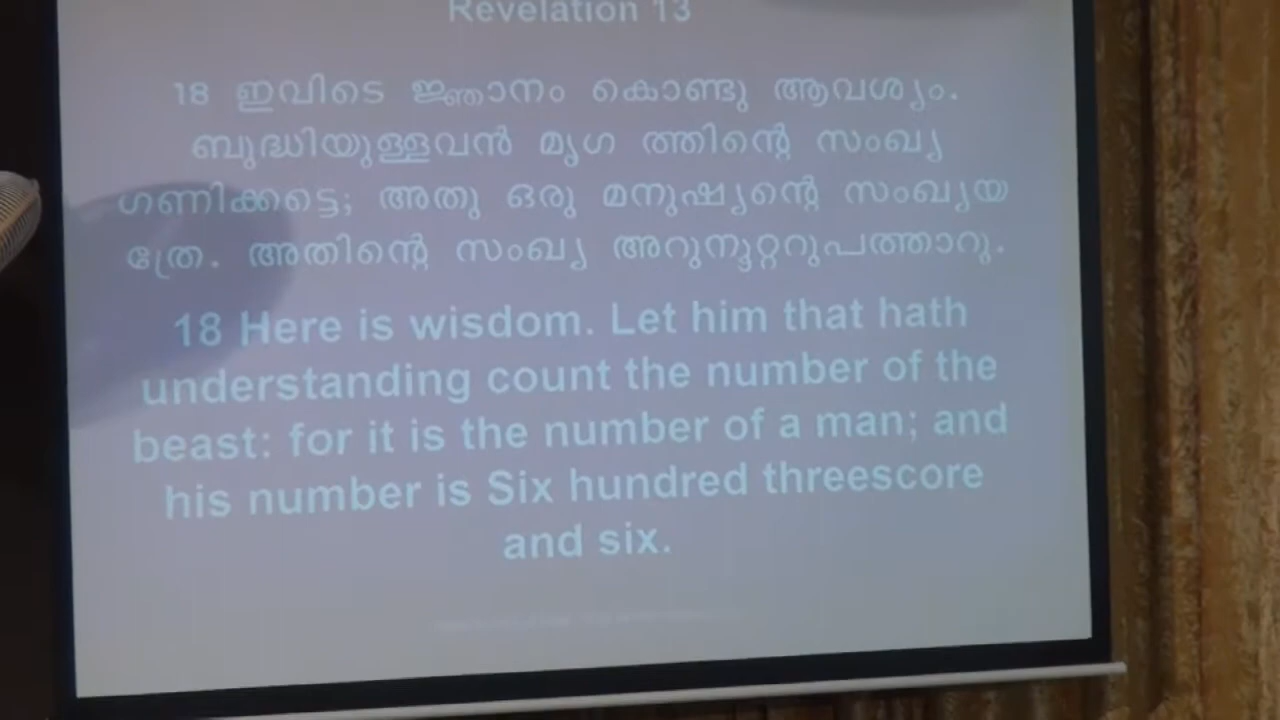 Revelation 13
18 ഇവിടെ ജ്ഞാനം കൊണ്ടു ആവശ്യം.
ബുദ്ധിയുള്ളവൻ മൃഗ ത്തിന്റെ സംഖ്യ
ഗണിക്കട്ടെ; അതു ഒരു മനുഷ്യന്റെ സംഖ്യയ
ത്രേ. അതിന്റെ സംഖ്യ അറുനൂറ്ററുപത്താറു.
18 Here is wisdom. Let him that hath
understanding count the number of the
beast: for it is the number of a man; and
his number is Six hundred threescore
and six.